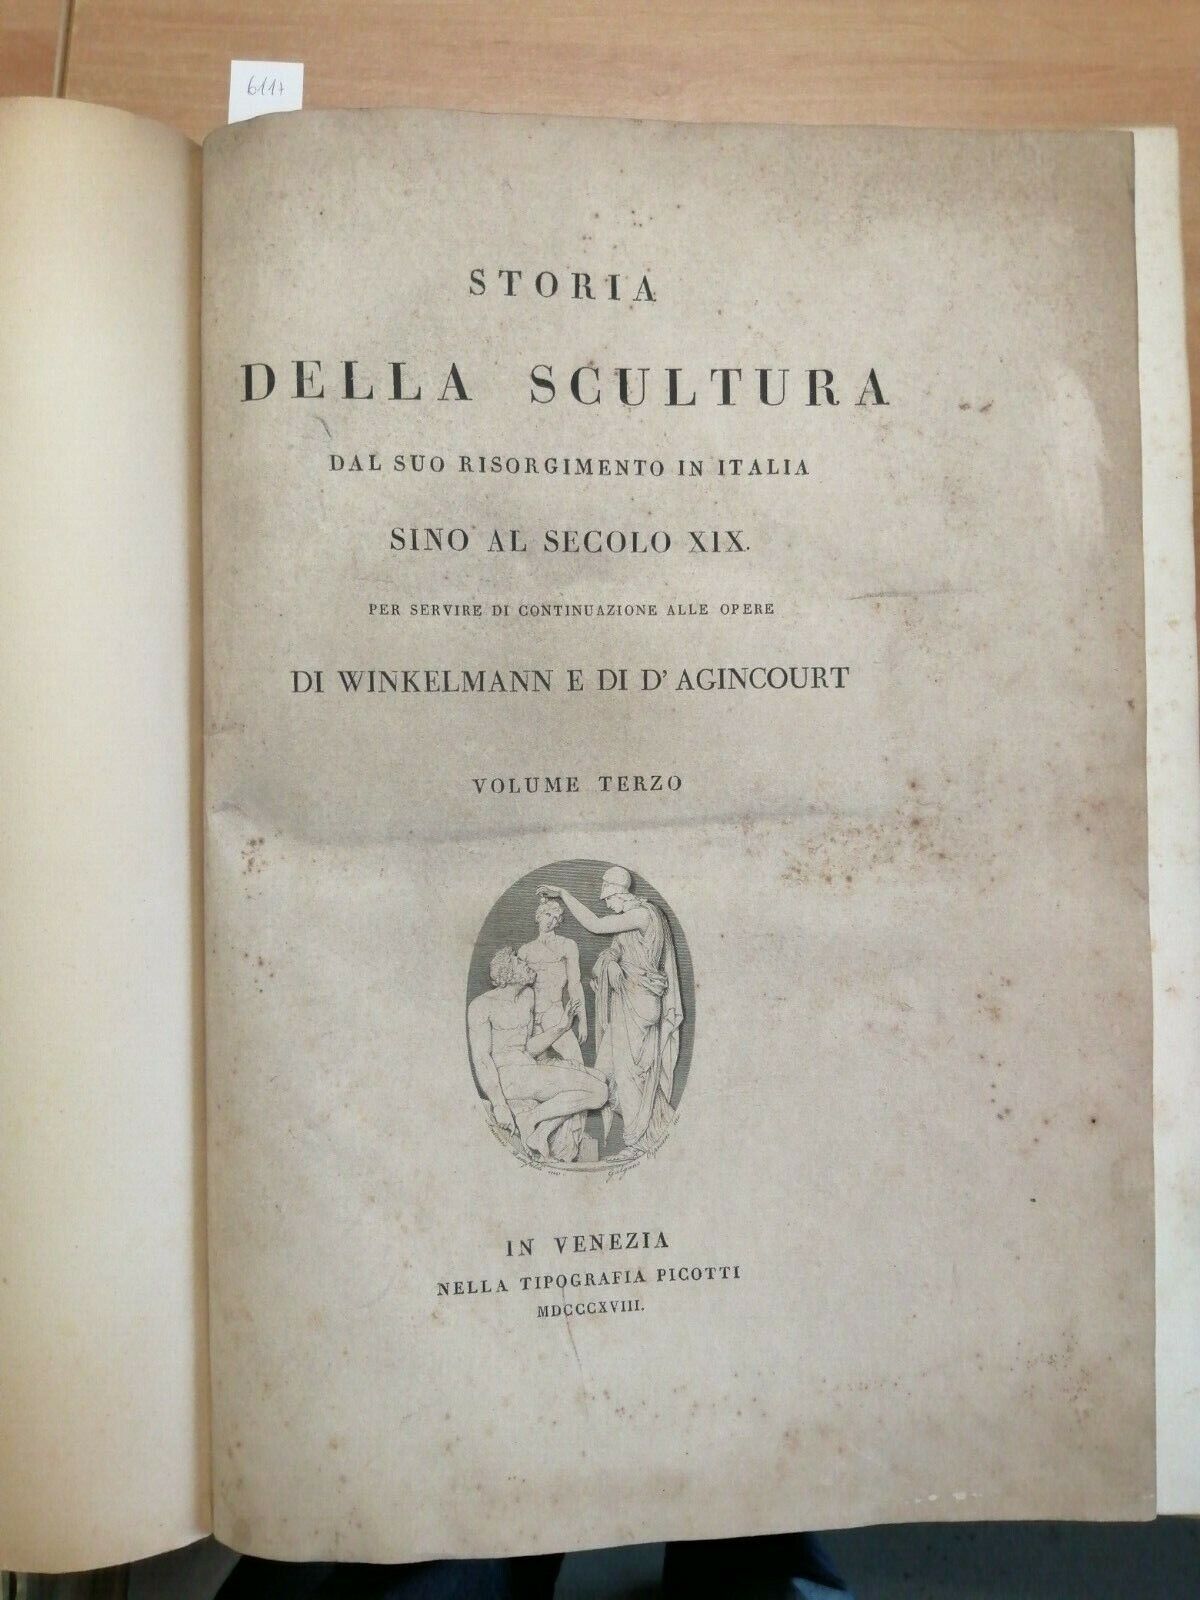 6117
STORIA
DELLA SCULTURA
DAL SUO RISORGIMENTO IN ITALIA
SINO AL SECOLO XIX.
PER SERVIRE DI CONTINUAZIONE ALLE OPERE
DI WINKELMANN E DI D'AGINCOURT
VOLUME TERZO
IN VENEZIA
NELLA TIPOGRAFIA PICOTTI
MDCCCXVIII.